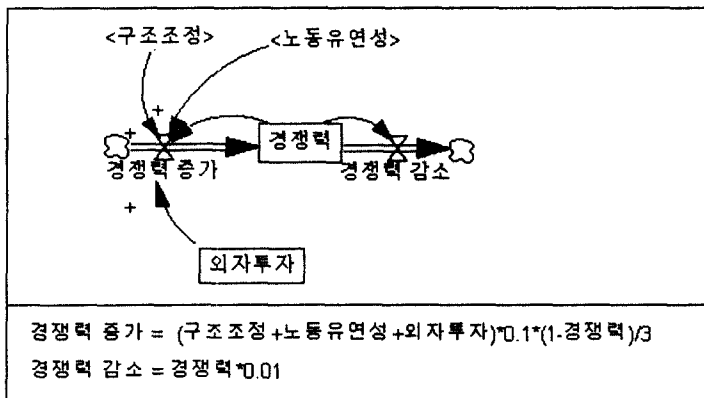 <구조조정> <노동유연성>
+
+
경쟁력
경쟁력 증가 경쟁력 감소
+
외자투자
경쟁력 증가 = (구조조정+노동유연성+외자투자)*0.1*(1-경쟁력)/3
경쟁력 감소 = 경쟁력*0.01